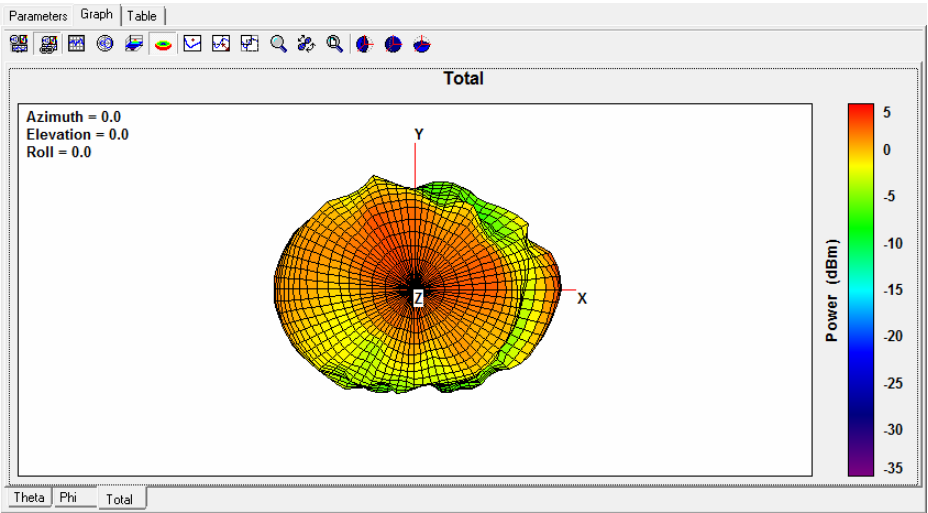 Parameters Graph Table
Total
Azimuth = 0.0
Elevation = 0.0
Roll = 0.0
Y
Z
X
Power (dBm)
5
0
-5
-10
-15
-20
-25
-30
-35
Theta Phi Total